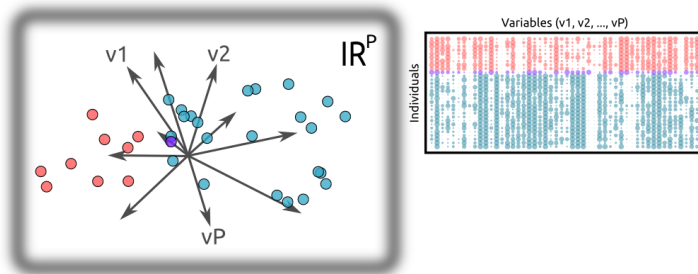 v1
v2
IR^P
vP
Variables (v1, v2, ..., vP)
Individuals